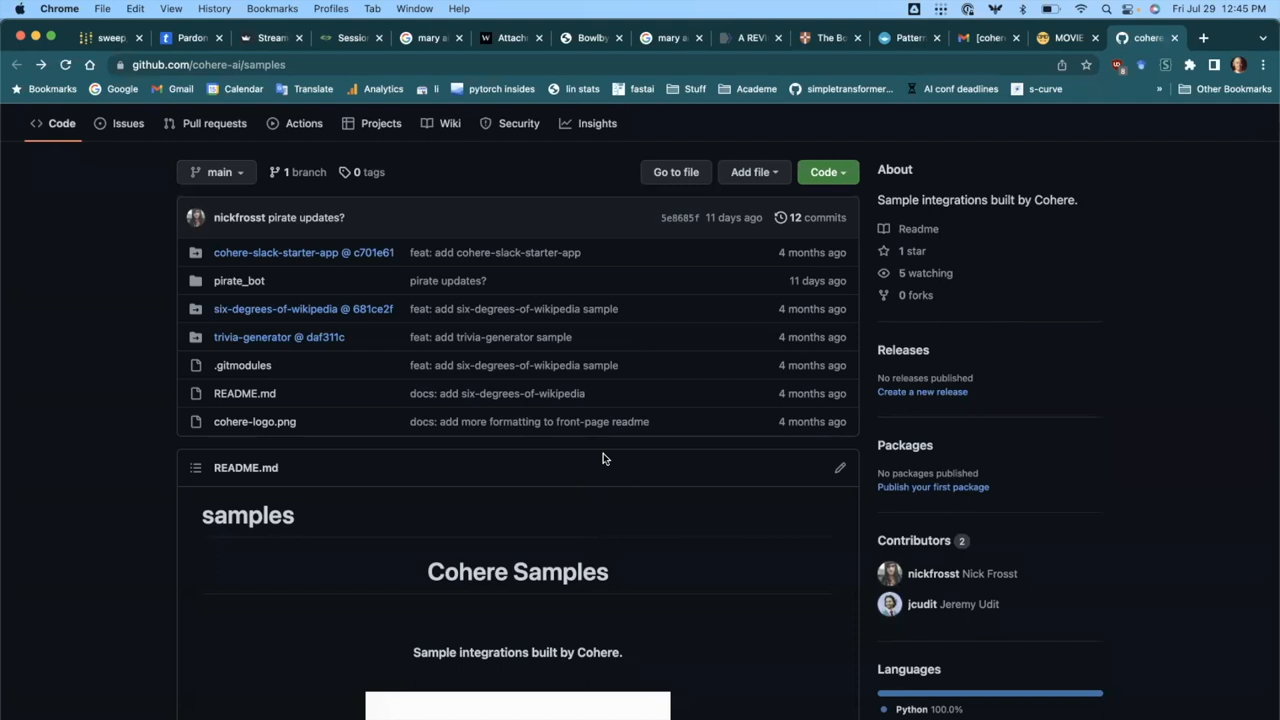 Chrome File Edit View History Bookmarks Profiles Tab Window Help Fri Jul 29 12:45 PM
sweep. Pardon Stream Sessio mary a Attach Bowlby mary a A REVI The Bo Pattern [coher MOVIE cohere
github.com/cohere-ai/samples
Bookmarks Google Gmail Calendar Translate Analytics li pytorch insides lin stats fastai Stuff Academe simpletransformer... AI conf deadlines s-curve » Other Bookmarks
Code Issues Pull requests Actions Projects Wiki Security Insights
main 1 branch 0 tags Go to file Add file Code
nickfrosst pirate updates? 5e8685f 11 days ago 12 commits
cohere-slack-starter-app @ c701e61 feat: add cohere-slack-starter-app 4 months ago
pirate_bot pirate updates? 11 days ago
six-degrees-of-wikipedia @ 681ce2f feat: add six-degrees-of-wikipedia sample 4 months ago
trivia-generator @ daf311c feat: add trivia-generator sample 4 months ago
.gitmodules feat: add six-degrees-of-wikipedia sample 4 months ago
README.md docs: add six-degrees-of-wikipedia 4 months ago
cohere-logo.png docs: add more formatting to front-page readme 4 months ago
README.md
samples
Cohere Samples
Sample integrations built by Cohere.
About
Sample integrations built by Cohere.
Readme
1 star
5 watching
0 forks
Releases
No releases published
Create a new release
Packages
No packages published
Publish your first package
Contributors 2
nickfrosst Nick Frosst
jcudit Jeremy Udit
Languages
Python 100.0%